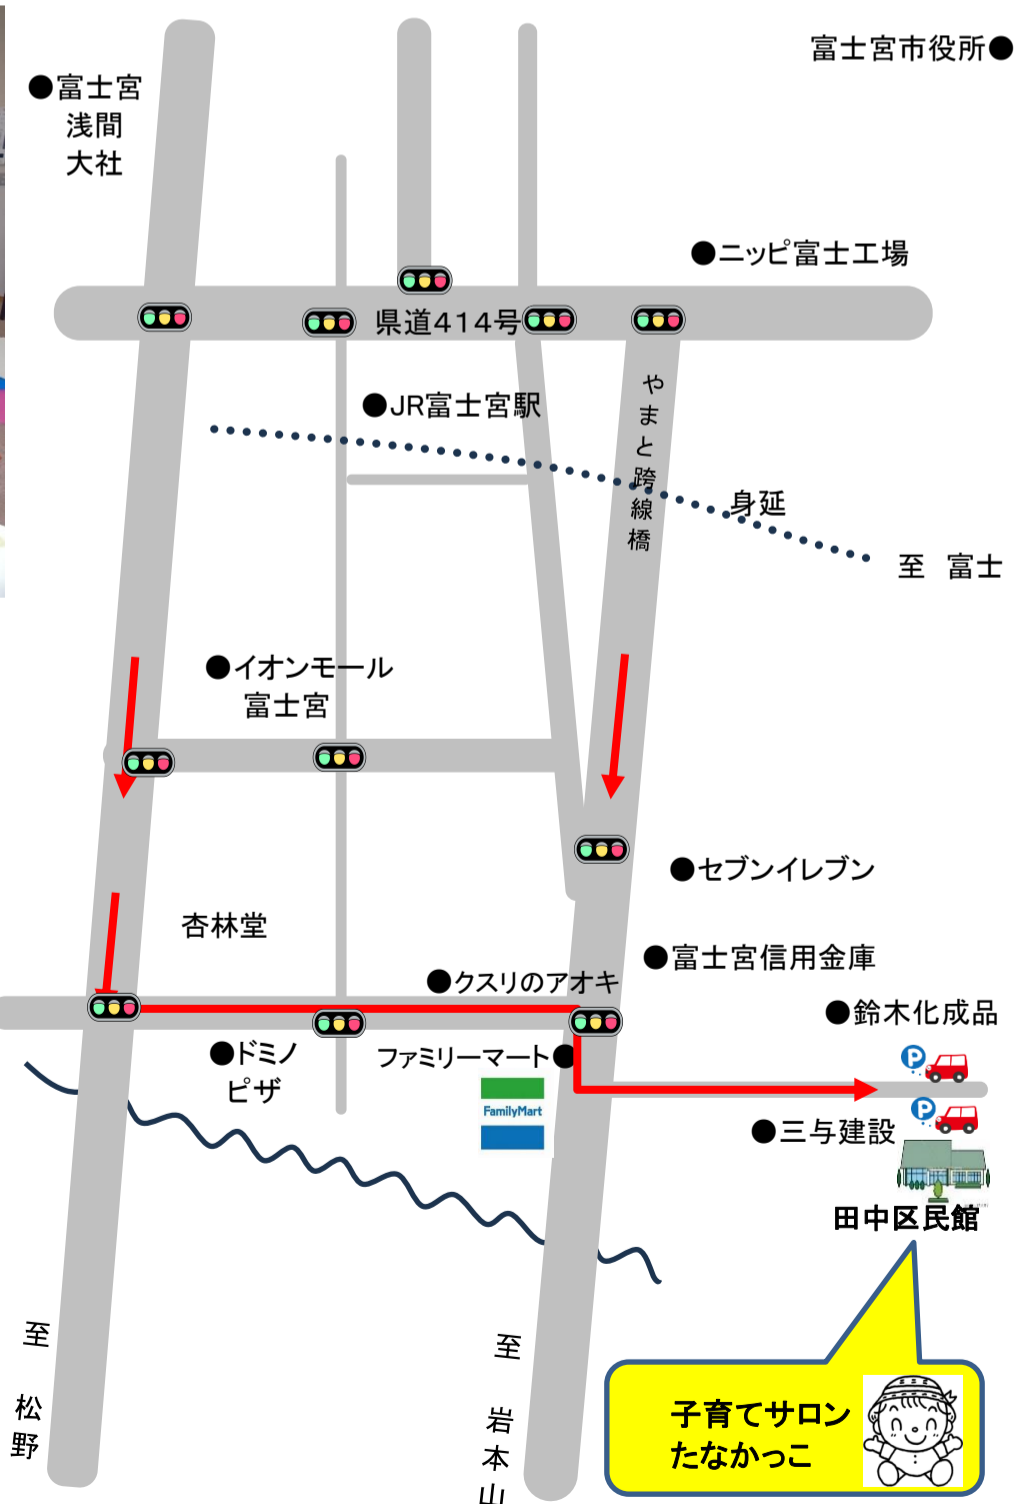 富士宮市役所●
●富士宮
浅間
大社
●ニッピ富士工場
県道414号
●JR富士宮駅
やまと跨線橋
身延
至 富士
●イオンモール
富士宮
●セブンイレブン
杏林堂
●富士宮信用金庫
●クスリのアオキ
●鈴木化成品
●ドミノ
ピザ
ファミリーマート●
P
FamilyMart
P
●三与建設
田中区民館
至 松野
至 岩本山
子育てサロン
たなかっこ